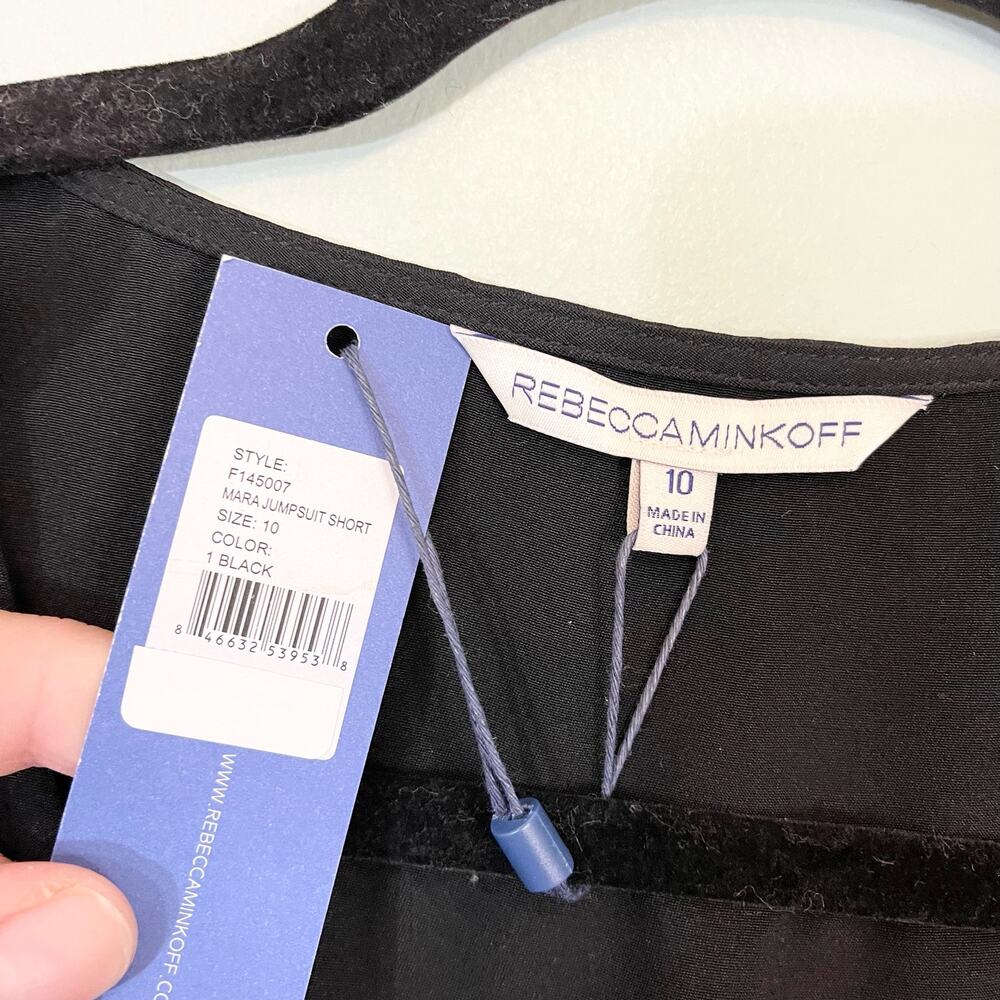 STYLE:
F145007
MARA JUMPSUIT SHORT
SIZE: 10
COLOR:
1 BLACK
8 46632 53953 8
WWW.REBECCAMINKOFF.CO
REBECCAMINKOFF
10
MADE IN
CHINA